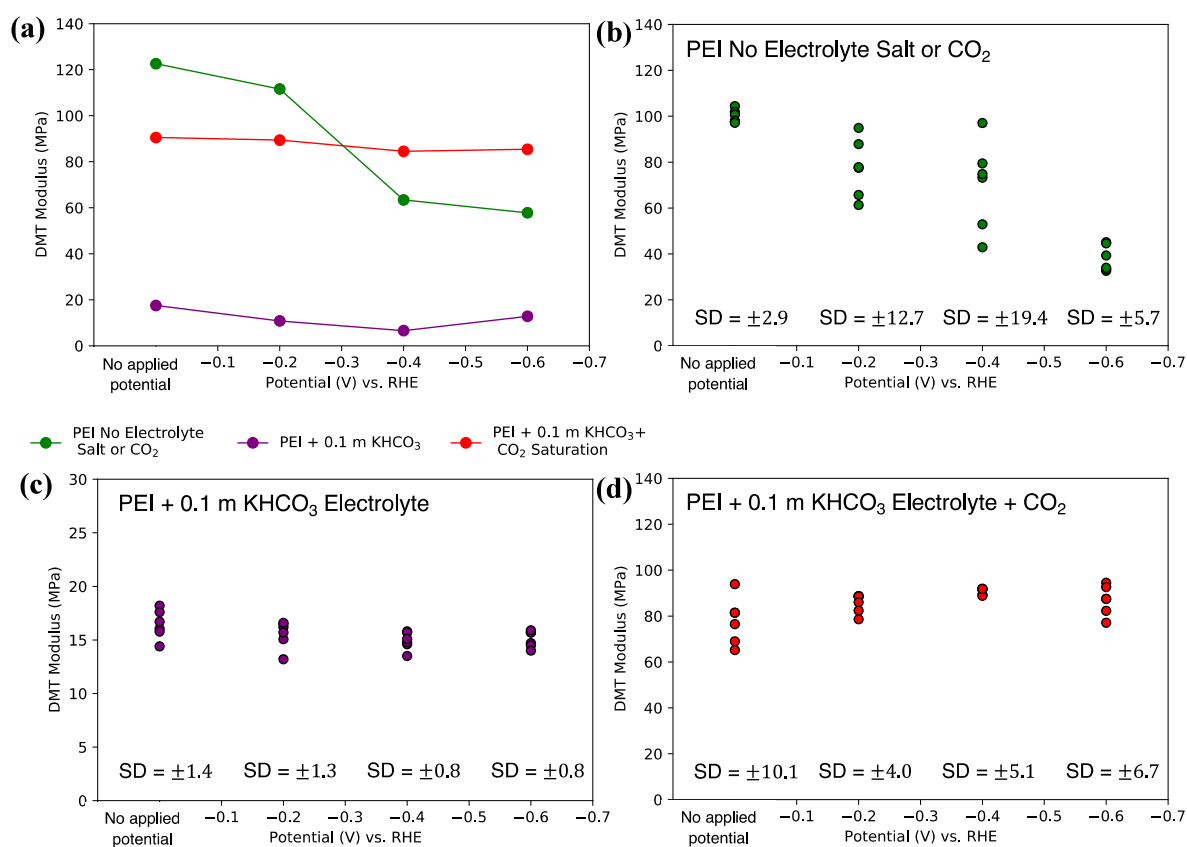 (a)
140
120
100
80
60
40
20
0
DMT Modulus (MPa)
No applied
potential
−0.1 −0.2 −0.3 −0.4 −0.5 −0.6 −0.7
Potential (V) vs. RHE
(b)
PEI No Electrolyte Salt or CO₂
140
120
100
80
60
40
20
0
DMT Modulus (MPa)
SD = ±2.9 SD = ±12.7 SD = ±19.4 SD = ±5.7
No applied
potential
−0.1 −0.2 −0.3 −0.4 −0.5 −0.6 −0.7
Potential (V) vs. RHE
PEI No Electrolyte
Salt or CO₂
PEI + 0.1 m KHCO₃
PEI + 0.1 m KHCO₃+
CO₂ Saturation
(c)
PEI + 0.1 m KHCO₃ Electrolyte
30
25
20
15
10
5
0
DMT Modulus (MPa)
SD = ±1.4 SD = ±1.3 SD = ±0.8 SD = ±0.8
No applied
potential
−0.1 −0.2 −0.3 −0.4 −0.5 −0.6 −0.7
Potential (V) vs. RHE
(d)
PEI + 0.1 m KHCO₃ Electrolyte + CO₂
140
120
100
80
60
40
20
0
DMT Modulus (MPa)
SD = ±10.1 SD = ±4.0 SD = ±5.1 SD = ±6.7
No applied
potential
−0.1 −0.2 −0.3 −0.4 −0.5 −0.6 −0.7
Potential (V) vs. RHE